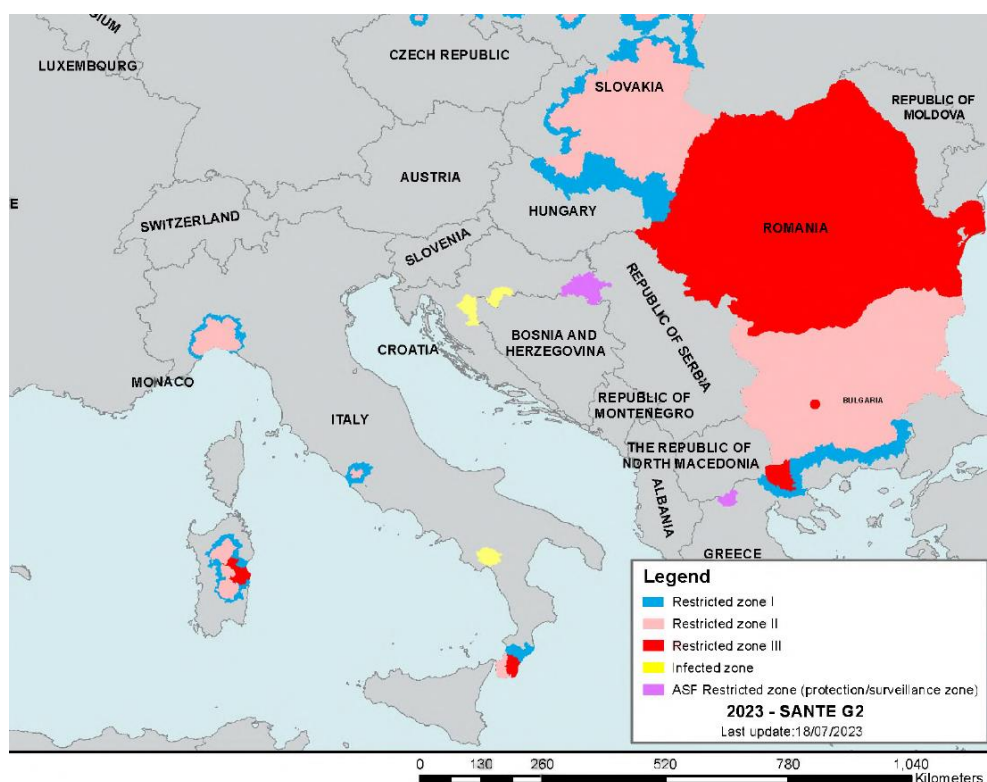 GIUM
LUXEMBOURG
CZECH REPUBLIC
SLOVAKIA
REPUBLIC OF
MOLDOVA
AUSTRIA
E
SWITZERLAND
HUNGARY
ROMANIA
SLOVENIA
REPUBLIC OF SERBIA
BOSNIA AND
HERZEGOVINA
CROATIA
MONACO
REPUBLIC OF
MONTENEGRO
BULGARIA
ITALY
THE REPUBLIC OF
NORTH MACEDONIA
ALBANIA
GREECE
Legend
Restricted zone I
Restricted zone II
Restricted zone III
Infected zone
ASF Restricted zone (protection/surveillance zone)
2023 - SANTE G2
Last update:18/07/2023
0 130 260 520 780 1,040
Kilometers